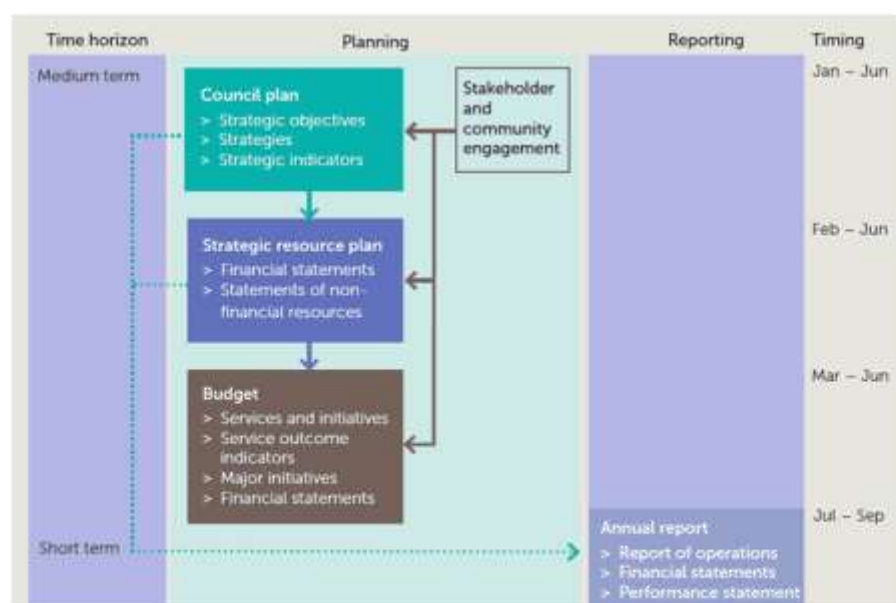 Time horizon
Planning
Reporting
Timing
Medium term
Jan – Jun
Council plan
> Strategic objectives
> Strategies
> Strategic indicators
Stakeholder
and
community
engagement
Feb – Jun
Strategic resource plan
> Financial statements
> Statements of non-
financial resources
Mar – Jun
Budget
> Services and initiatives
> Service outcome
indicators
> Major initiatives
> Financial statements
Jul – Sep
Short term
Annual report
> Report of operations
> Financial statements
> Performance statement